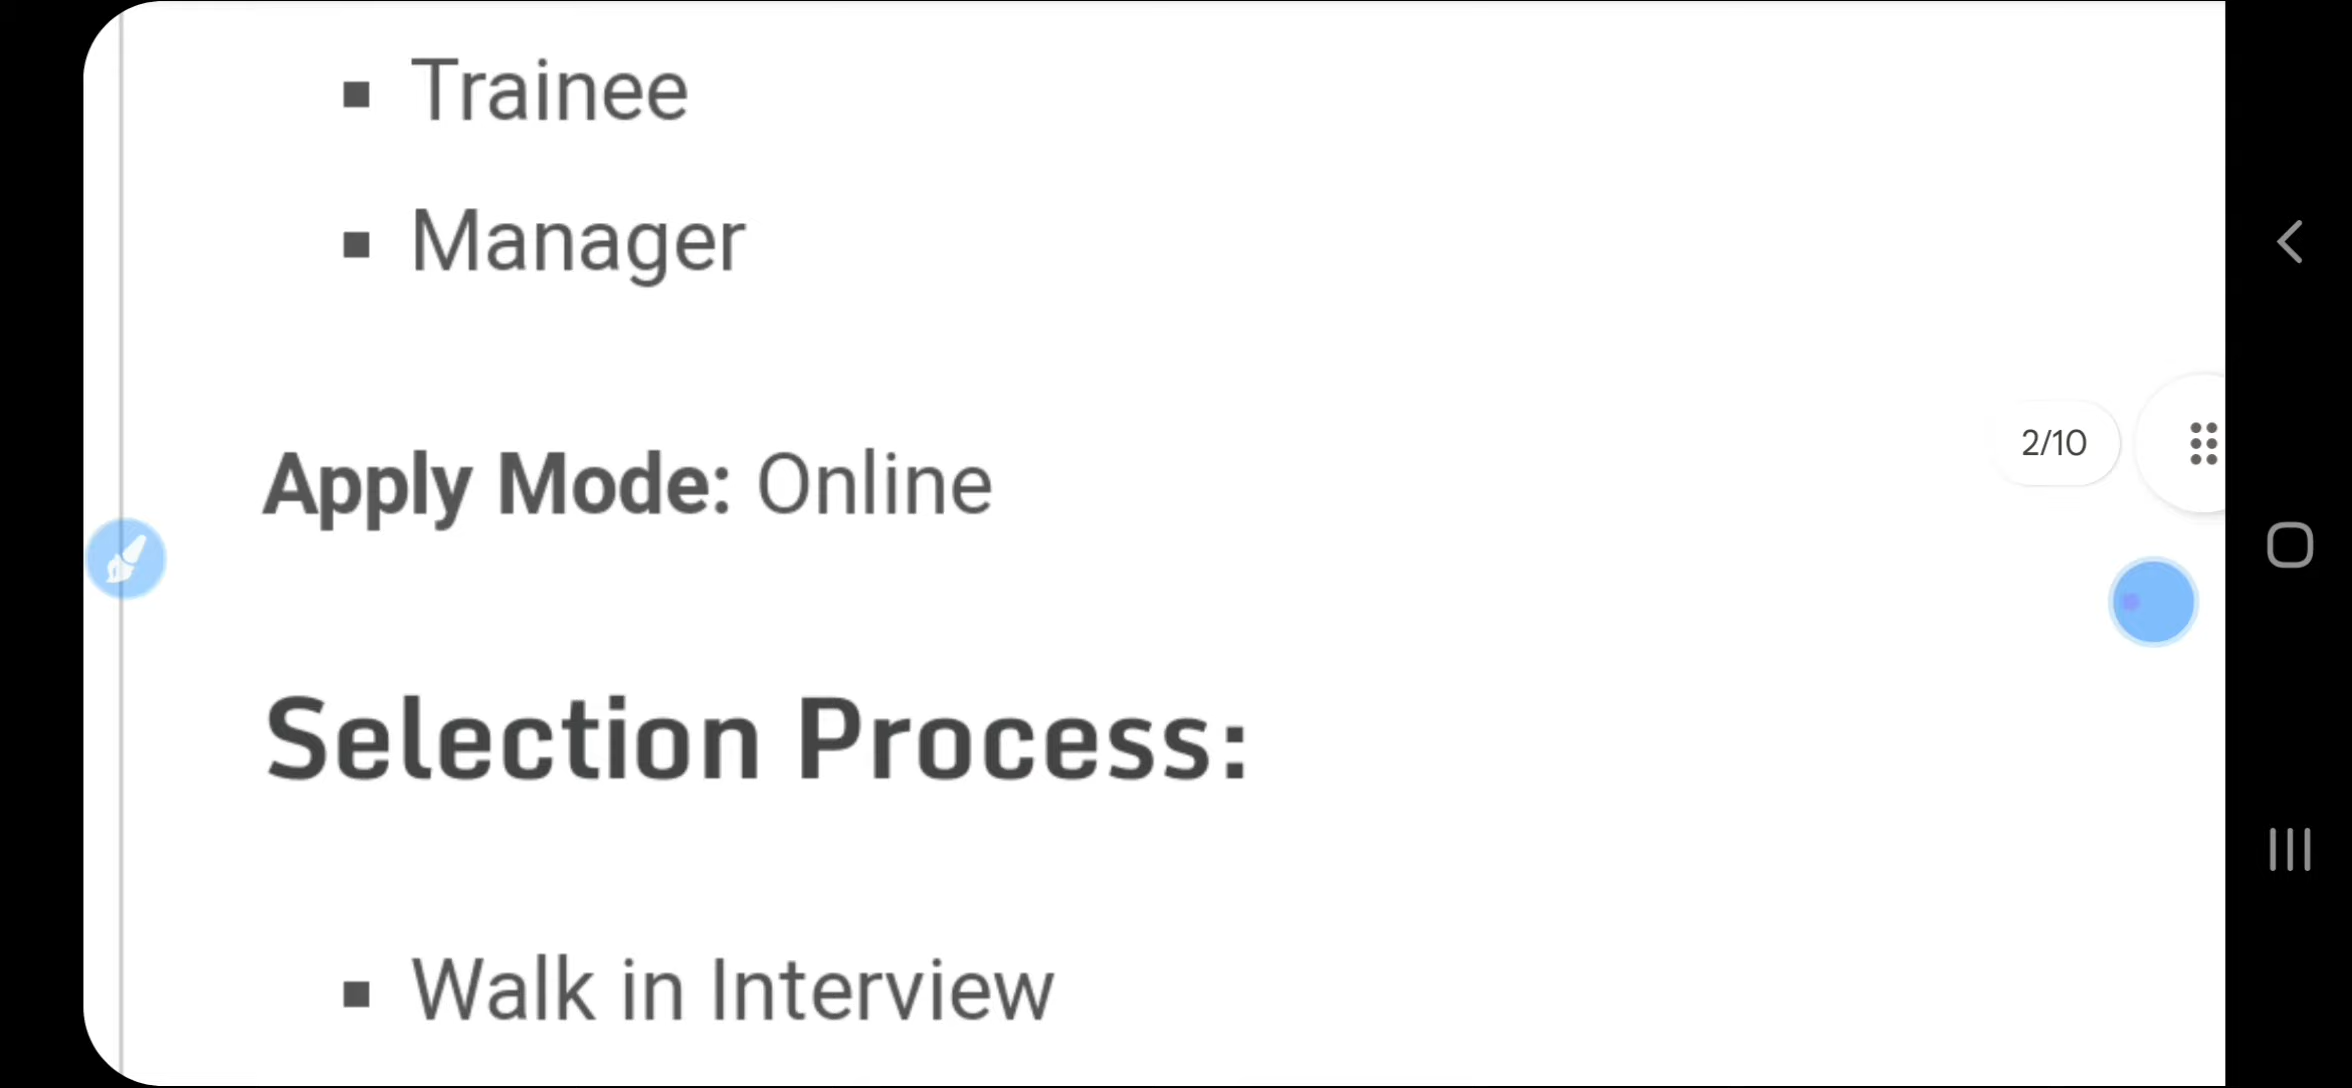 Trainee
Manager
Apply Mode: Online
2/10
Selection Process:
Walk in Interview